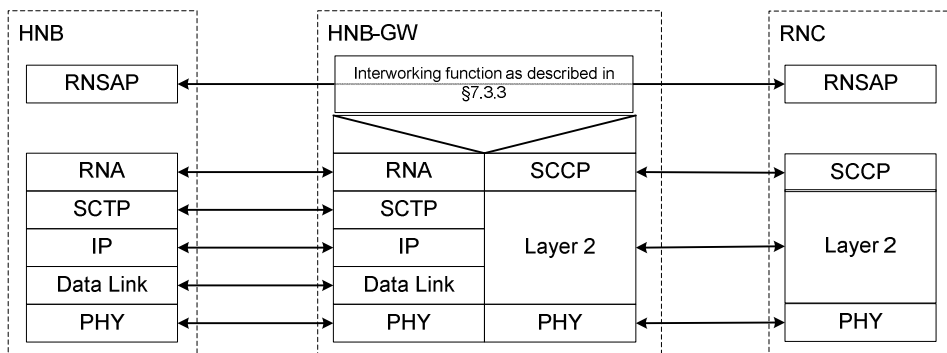 HNB
HNB-GW
RNC
RNSAP
Interworking function as described in
§7.3.3
RNSAP
RNA
RNA
SCCP
SCCP
SCTP
SCTP
IP
IP
Layer 2
Layer 2
Data Link
Data Link
PHY
PHY
PHY
PHY